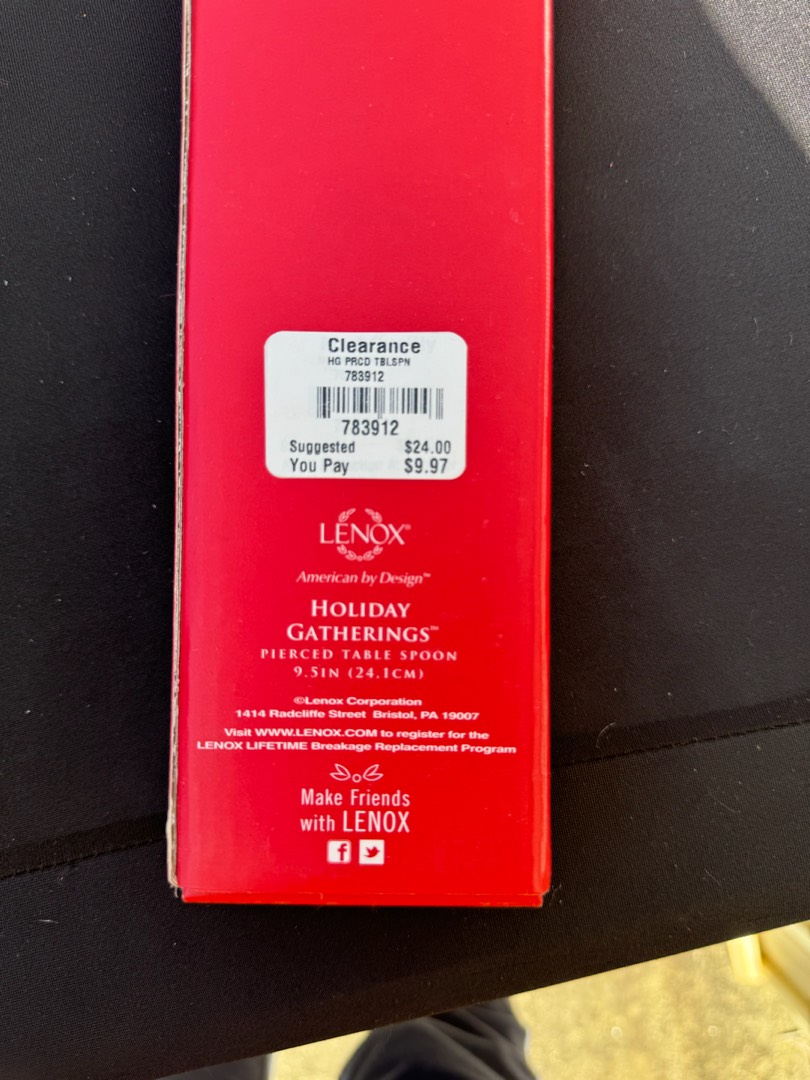 Clearance
HG PRCD TBLSPN
783912
783912
Suggested $24.00
You Pay $9.97
LENOX®
American by Design™
HOLIDAY
GATHERINGS™
PIERCED TABLE SPOON
9.5IN (24.1CM)
©Lenox Corporation
1414 Radcliffe Street Bristol, PA 19007
Visit WWW.LENOX.COM to register for the
LENOX LIFETIME Breakage Replacement Program
Make Friends
with LENOX
f